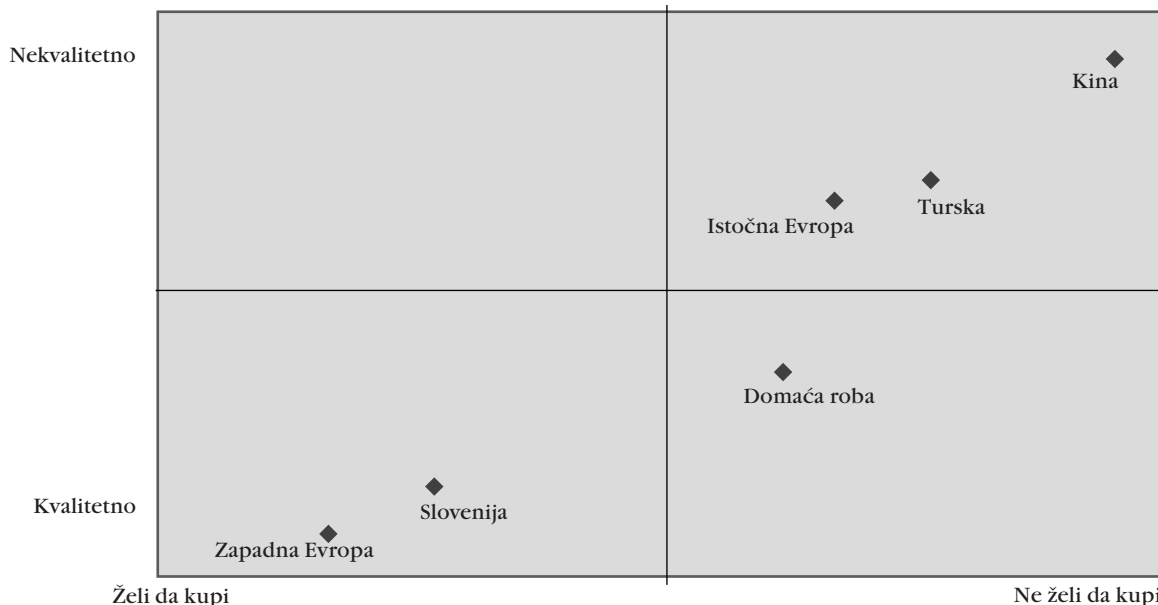 Nekvalitetno
Kina
Turska
Istočna Evropa
Domaća roba
Kvalitetno
Slovenija
Zapadna Evropa
Želi da kupi
Ne želi da kupi